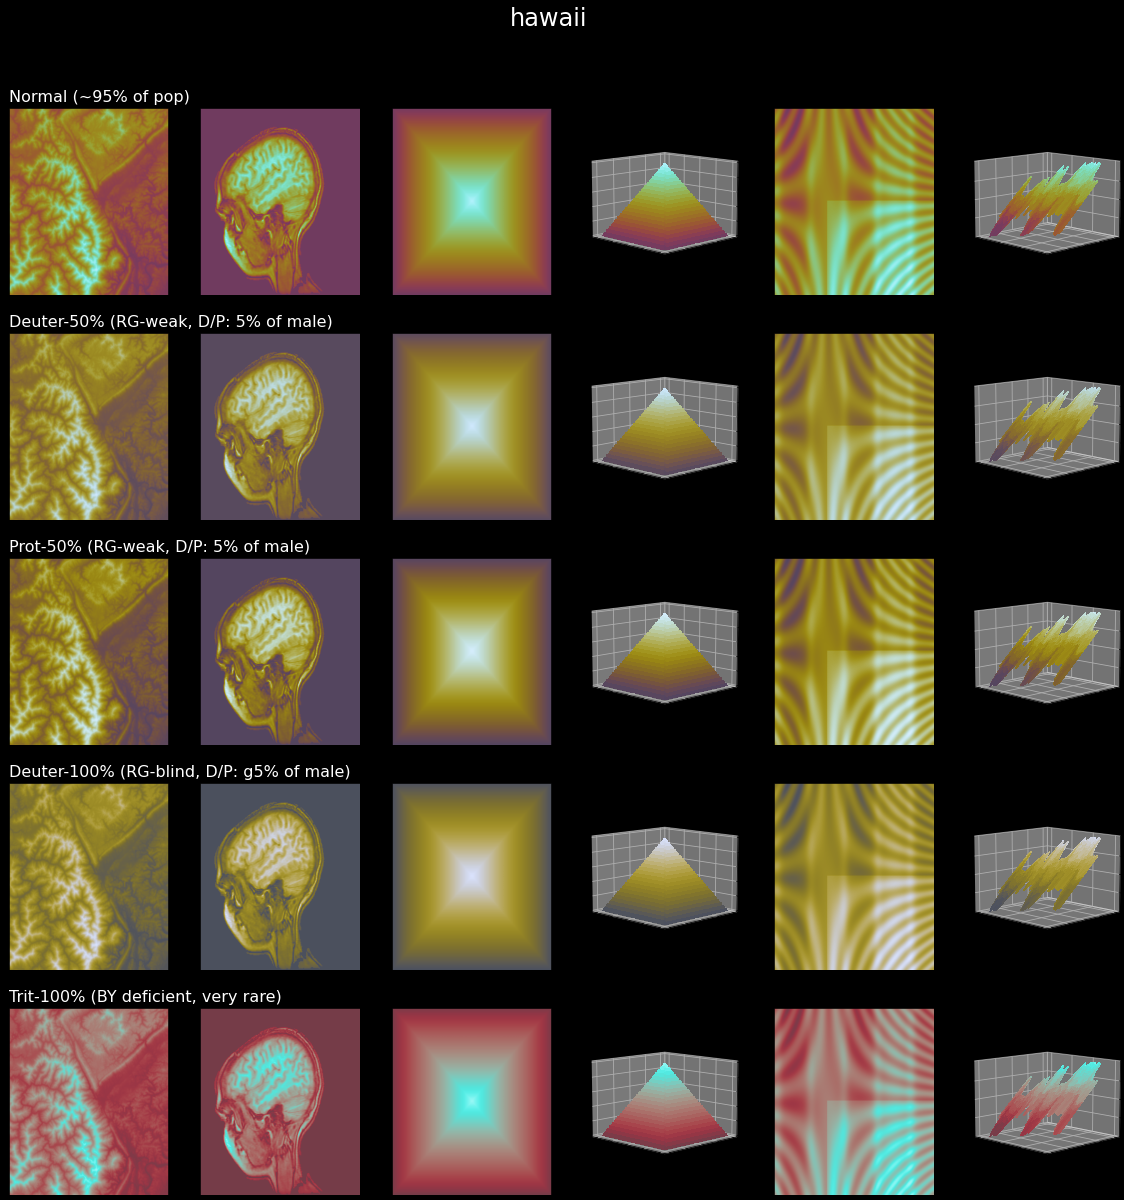 hawaii
Normal (~95% of pop)
Deuter-50% (RG-weak, D/P: 5% of male)
Prot-50% (RG-weak, D/P: 5% of male)
Deuter-100% (RG-blind, D/P: g5% of male)
Trit-100% (BY deficient, very rare)